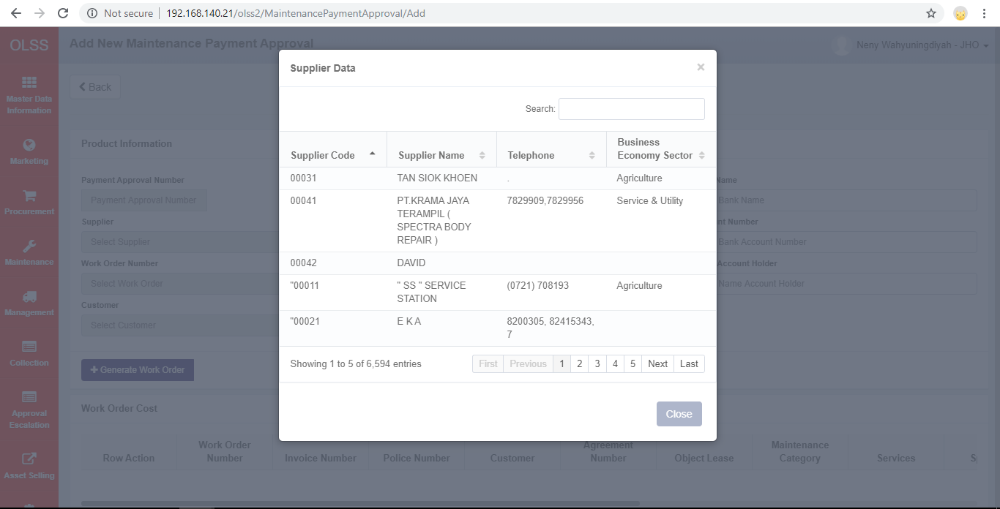 Not secure
192.168.140.21/olss2/MaintenancePaymentApproval/Add
OLSS
Add New Maintenance Payment Approval
Neny Wahyuningdiyah - JHO
Master Data
Information
Marketing
Procurement
Maintenance
Management
Collection
Approval
Escalation
Asset Selling
Back
Product Information
Payment Approval Number
Payment Approval Number
Supplier
Select Supplier
Work Order Number
Select Work Order
Customer
Select Customer
Generate Work Order
Name
Bank Name
Number
Bank Account Number
Account Holder
Name Account Holder
Supplier Data
×
Search:
Supplier Code
Supplier Name
Telephone
Business
Economy Sector
00031
TAN SIOK KHOEN
.
Agriculture
00041
PT.KRAMA JAYA
TERAMPIL (
SPECTRA BODY
REPAIR )
7829909,7829956
Service & Utility
00042
DAVID
"00011
" SS " SERVICE
STATION
(0721) 708193
Agriculture
"00021
E K A
8200305, 82415343,
7
Showing 1 to 5 of 6,594 entries
First
Previous
1
2
3
4
5
Next
Last
Close
Work Order Cost
Row Action
Work Order
Number
Invoice Number
Police Number
Customer
Agreement
Number
Object Lease
Maintenance
Category
Services